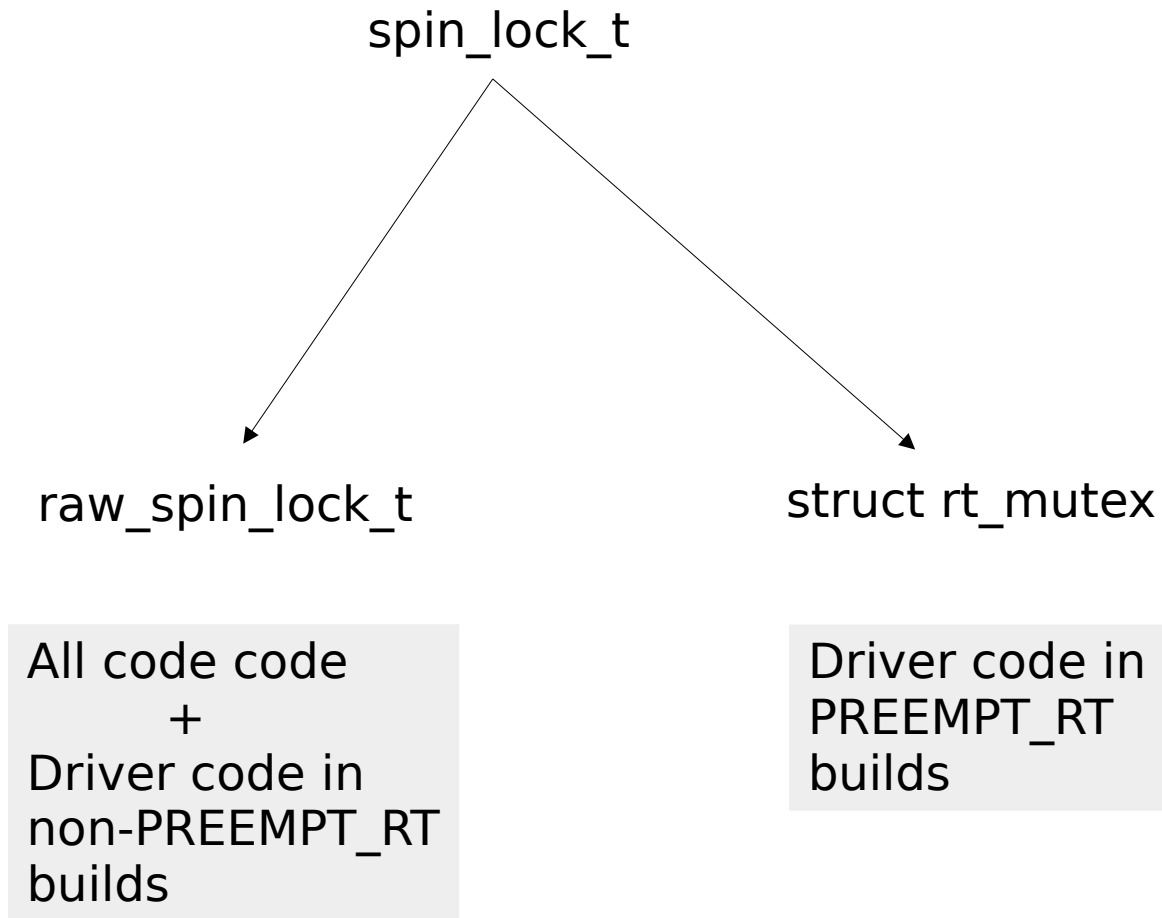 spin_lock_t
raw_spin_lock_t
struct rt_mutex
All code code
+
Driver code in
non-PREEMPT_RT
builds
Driver code in
PREEMPT_RT
builds